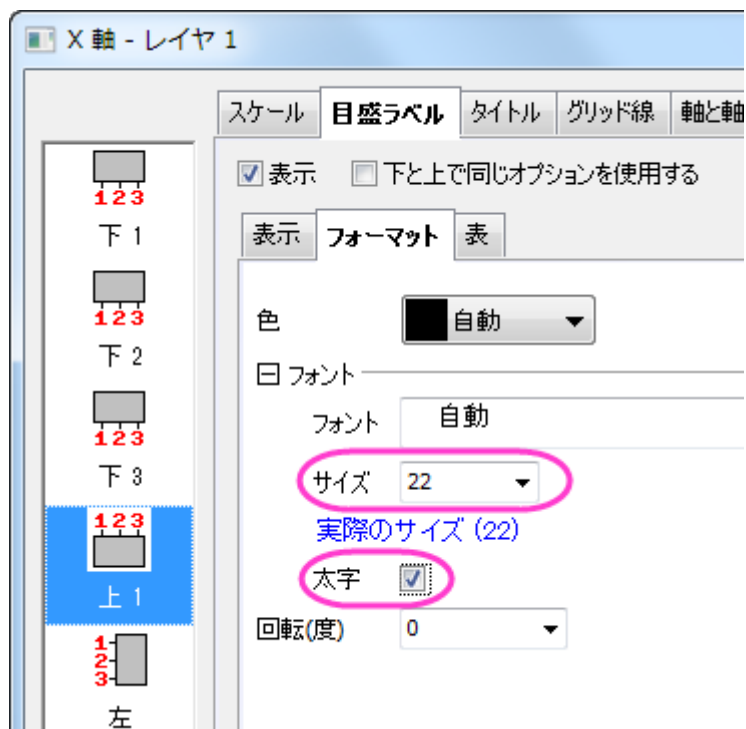 X 軸 - レイヤ 1
スケール 目盛ラベル タイトル グリッド線 軸と軸
表示 下と上で同じオプションを使用する
表示 フォーマット 表
123
下 1
123
下 2
123
下 3
123
上 1
1
2
3
左
色 自動
フォント
フォント 自動
サイズ 22
実際のサイズ (22)
太字
回転(度) 0